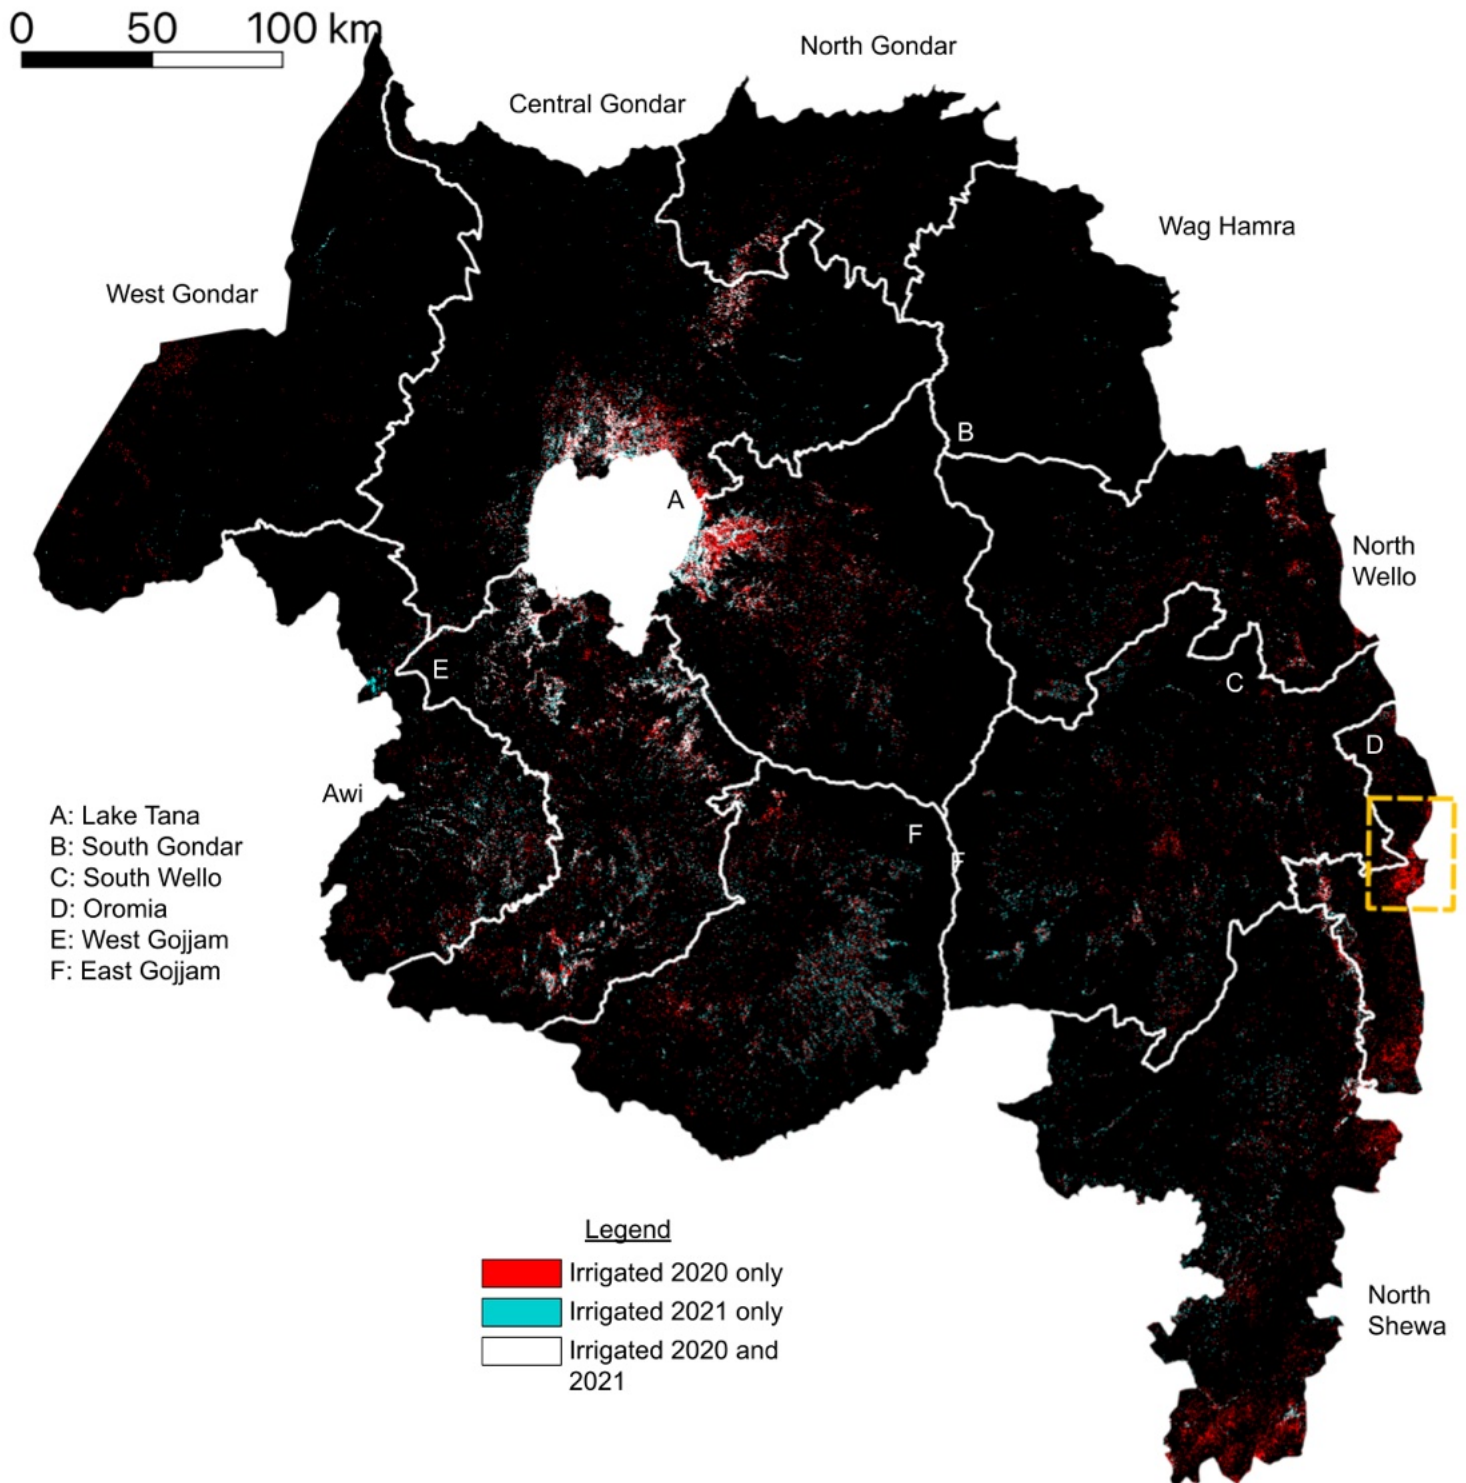 0 50 100 km
North Gondar
Central Gondar
Wag Hamra
West Gondar
B
A
North
Wello
E
C
D
Awi
A: Lake Tana
B: South Gondar
C: South Wello
D: Oromia
E: West Gojjam
F: East Gojjam
F
F
Legend
Irrigated 2020 only
Irrigated 2021 only
Irrigated 2020 and
2021
North
Shewa